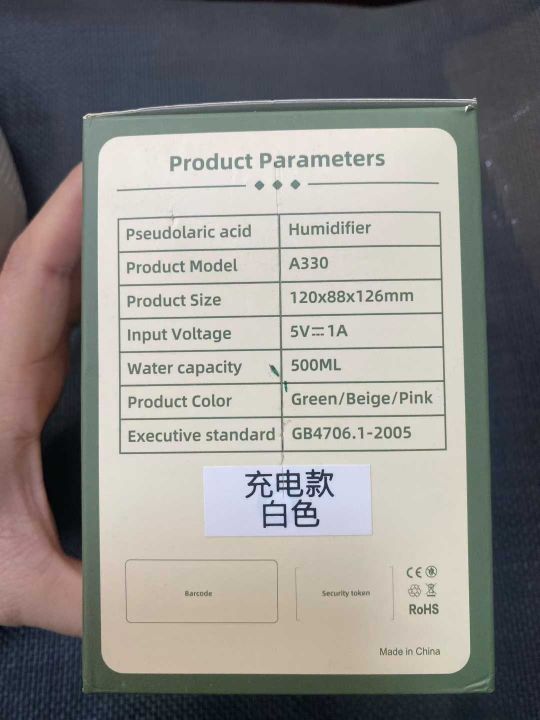 Product Parameters
Pseudolaric acid Humidifier
Product Model A330
Product Size 120x88x126mm
Input Voltage 5V⎓1A
Water capacity 500ML
Product Color Green/Beige/Pink
Executive standard GB4706.1-2005
充电款
白色
Barcode
Security token
CE
RoHS
Made in China